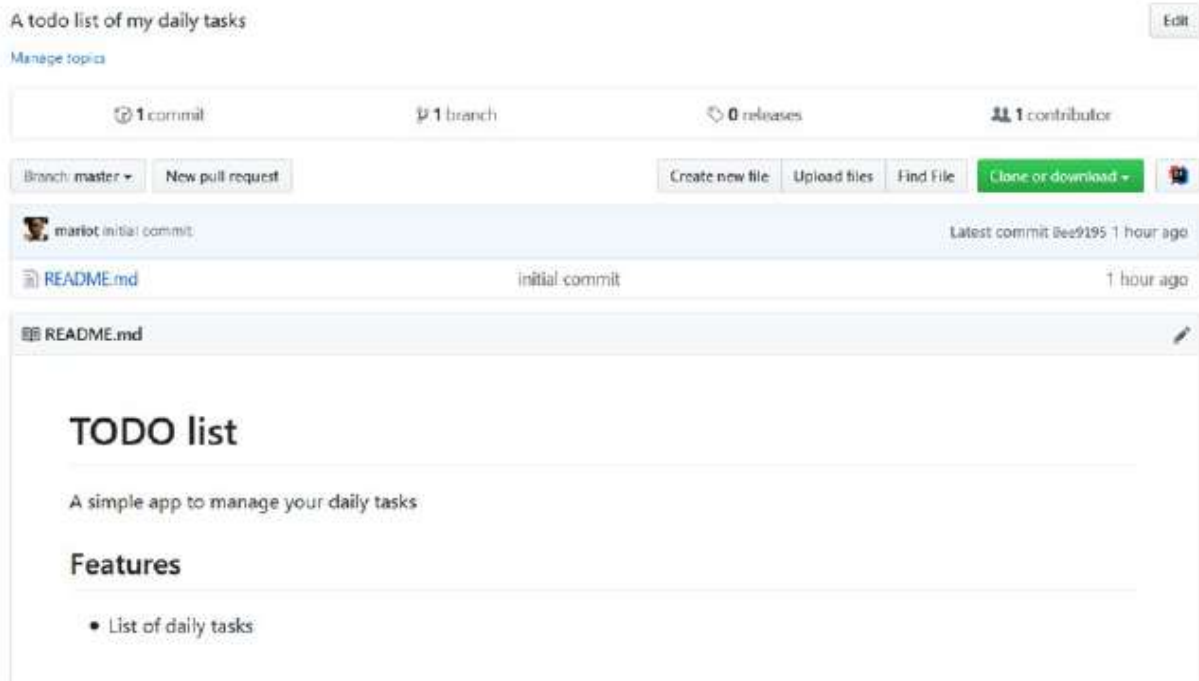 A todo list of my daily tasks
Edit
Manage topics
1 commit
1 branch
0 releases
1 contributor
Branch: master
New pull request
Create new file
Upload files
Find File
Clone or download
mariot initial commit
Latest commit 8ee9195 1 hour ago
README.md
initial commit
1 hour ago
README.md
TODO list
A simple app to manage your daily tasks
Features
• List of daily tasks